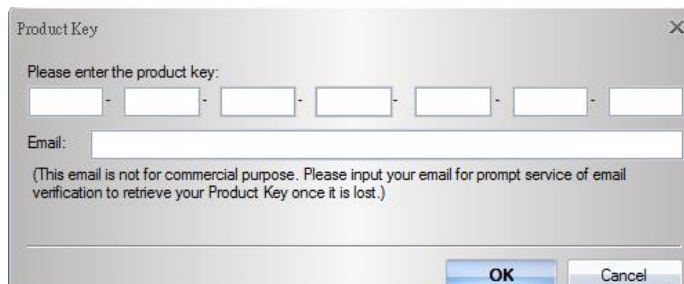 Product Key
Please enter the product key:
- - - - - -
Email:
(This email is not for commercial purpose. Please input your email for prompt service of email
verification to retrieve your Product Key once it is lost.)
OK Cancel